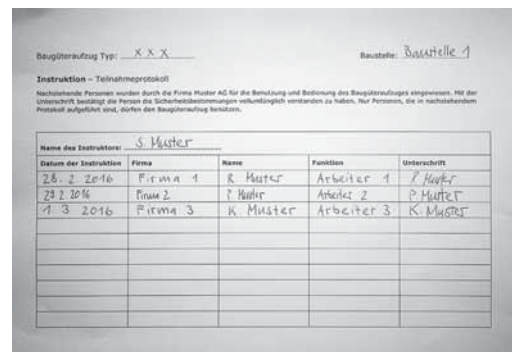 Baugüteraufzug Typ: X X X Baustelle: Baustelle 1
Instruktion – Teilnahmeprotokoll
Nachstehende Personen wurden durch die Firma Muster AG für die Benutzung und Bedienung des Baugüteraufzuges eingewiesen. Mit der
Unterschrift bestätigt die Person die Sicherheitsbestimmungen vollumfänglich verstanden zu haben. Nur Personen, die in nachstehendem
Protokoll aufgeführt sind, dürfen den Baugüteraufzug benützen.
Name des Instruktors: S. Muster
Datum der Instruktion Firma Name Funktion Unterschrift
28. 2. 2016 Firma 1 R. Muster Arbeiter 1 R. Muster
29.2.2016 Firma 2 P. Muster Arbeiter 2 P. Muster
1 3 2016 Firma 3 K. Muster Arbeiter 3 K. Muster